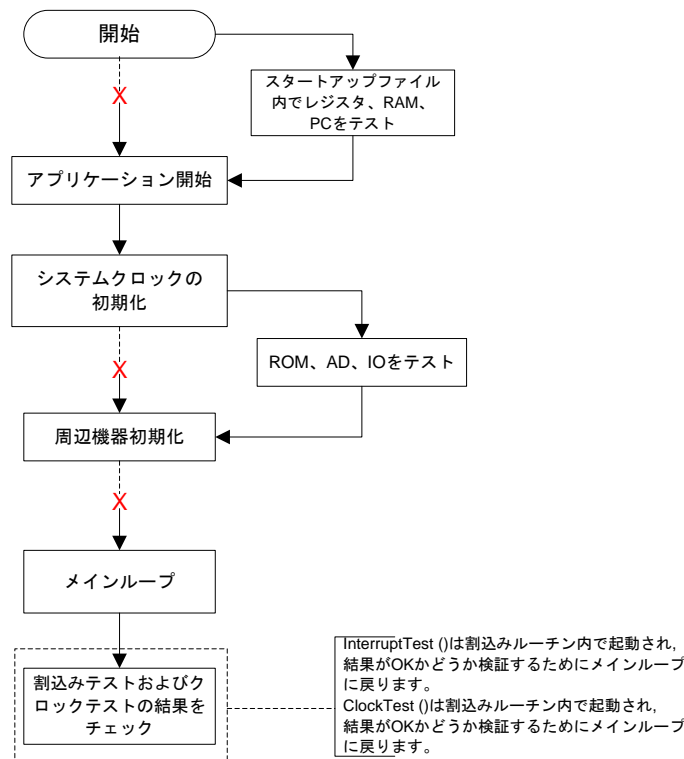 開始
スタートアップファイル
内でレジスタ、RAM、
PCをテスト
X
アプリケーション開始
システムクロックの
初期化
X
ROM、AD、IOをテスト
周辺機器初期化
X
メインループ
割込みテストおよびク
ロックテストの結果を
チェック
InterruptTest ()は割込みルーチン内で起動され,
結果がOKかどうか検証するためにメインループ
に戻ります。
ClockTest ()は割込みルーチン内で起動され,
結果がOKかどうか検証するためにメインループ
に戻ります。